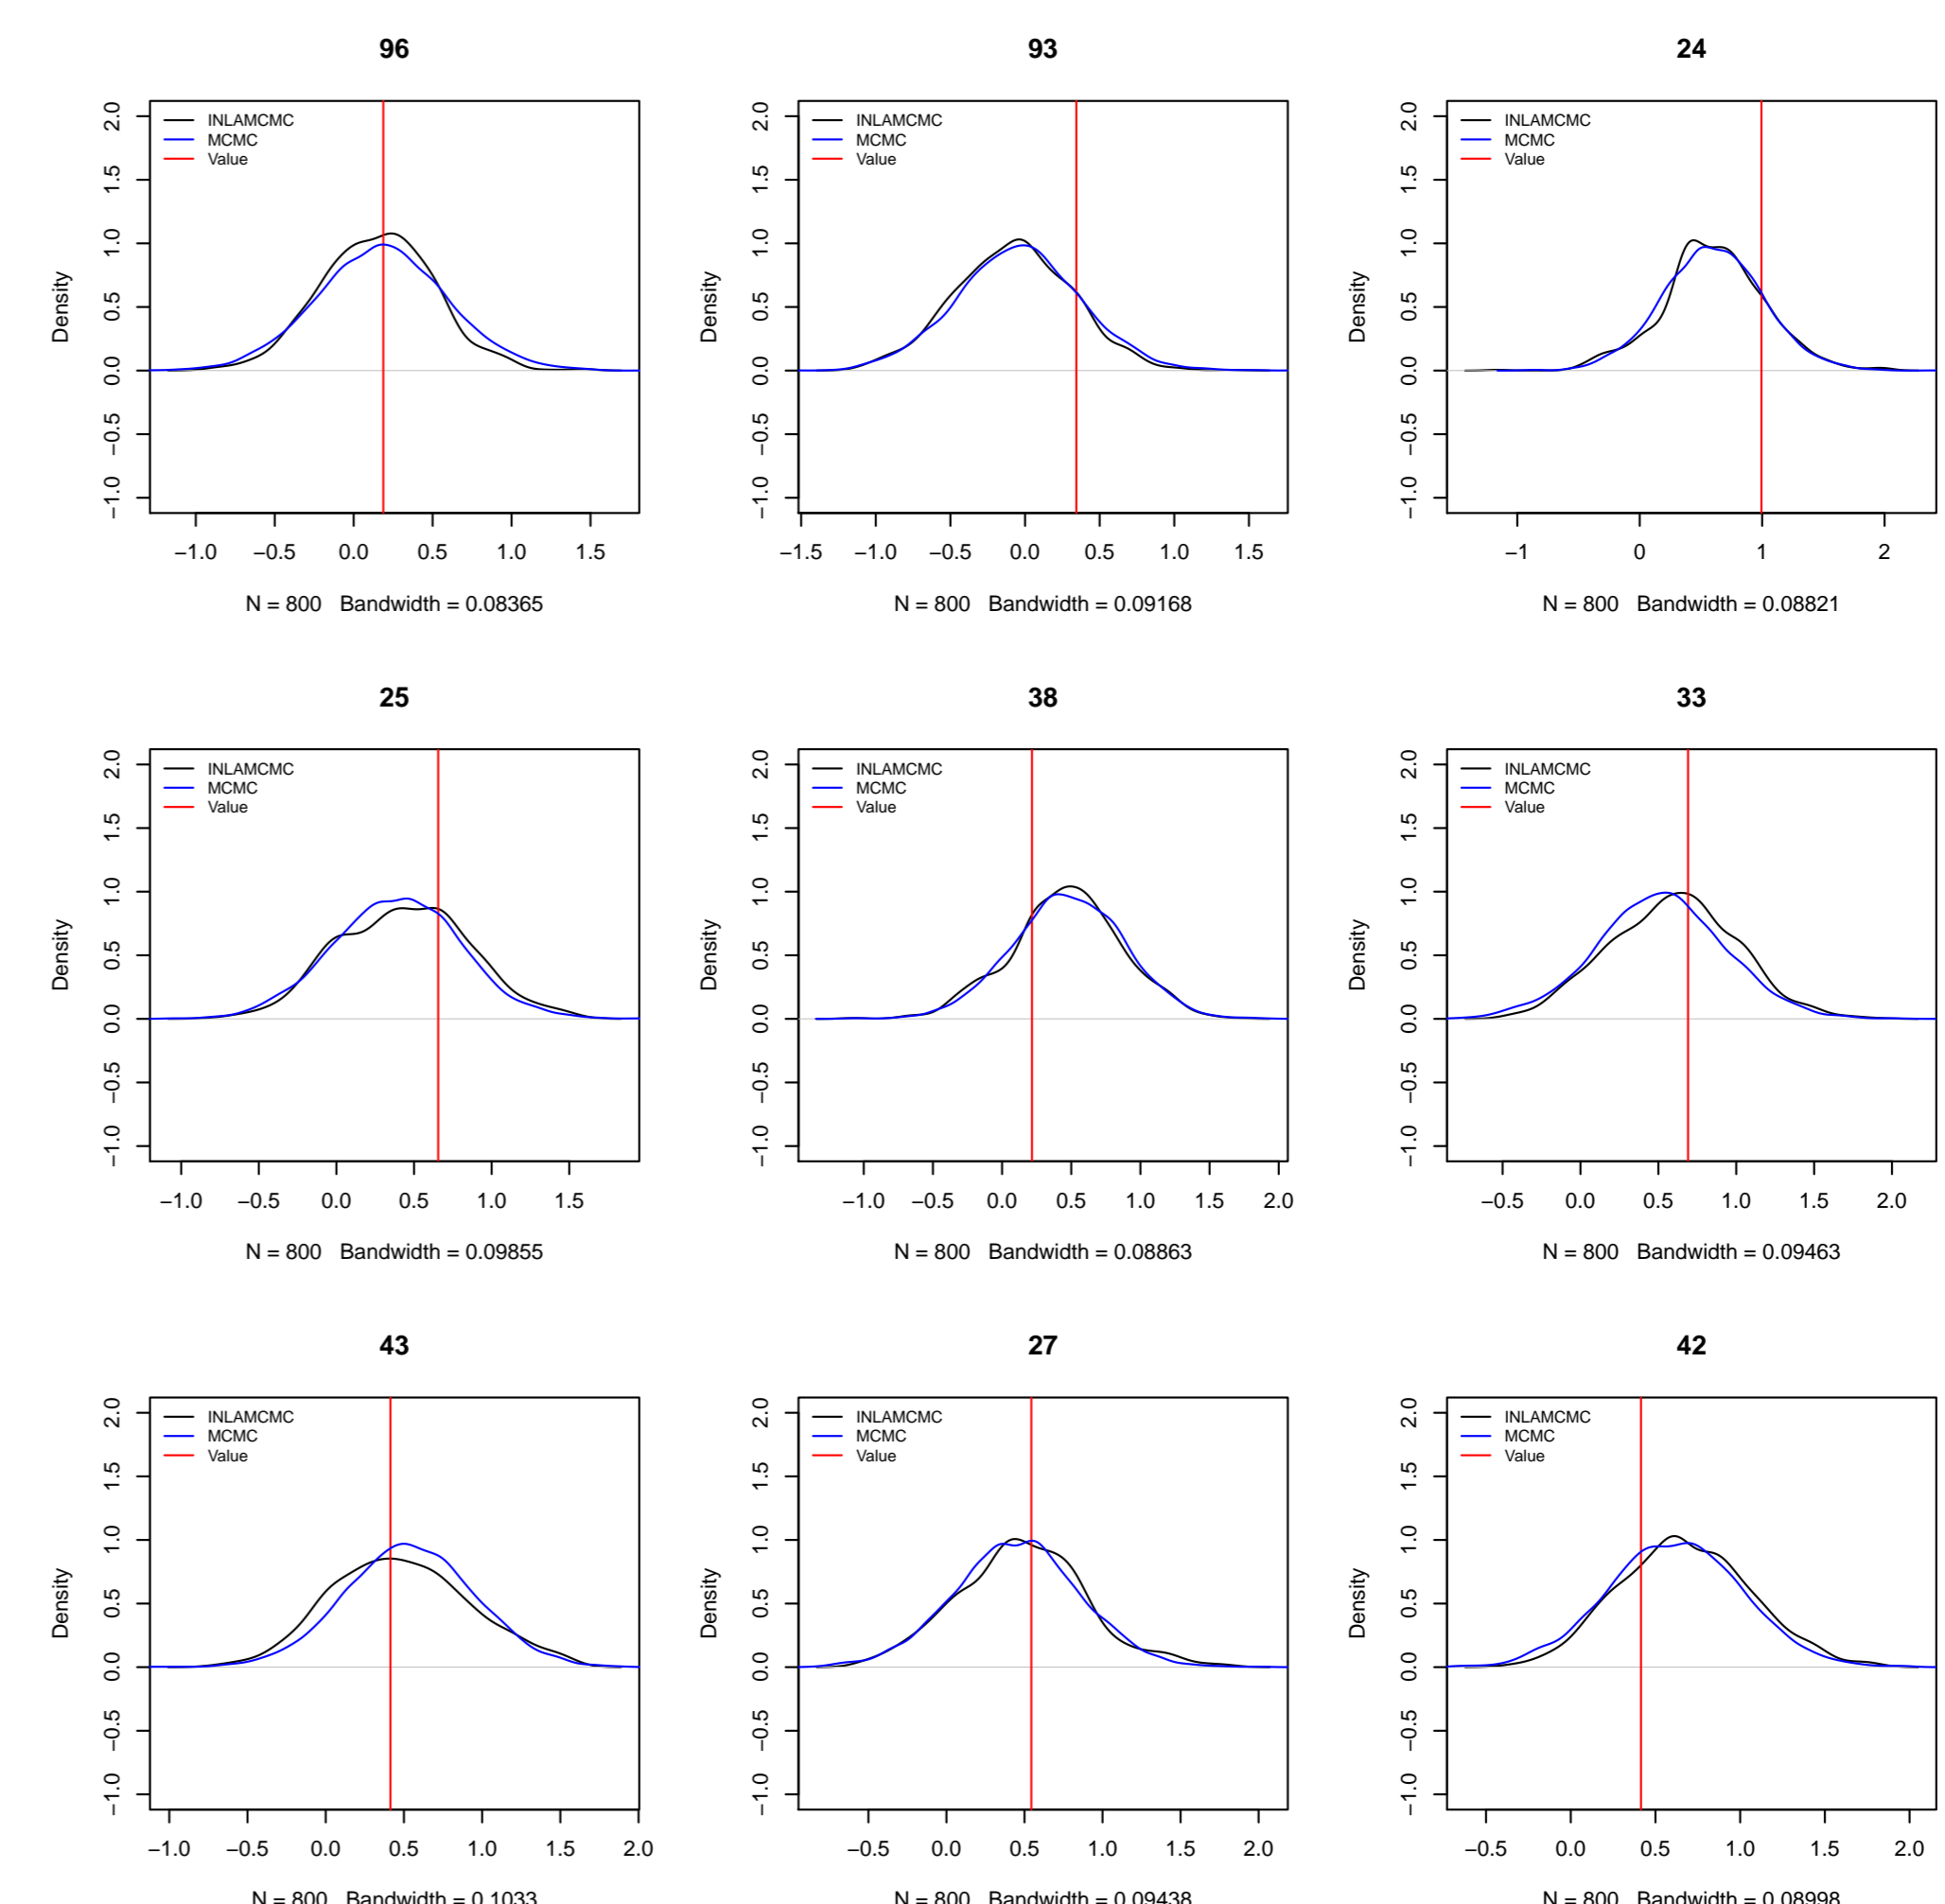 96
2.0
1.5
1.0
0.5
0.0
−0.5
−1.0
Density
INLAMCMC
MCMC
Value
−1.0 −0.5 0.0 0.5 1.0 1.5
N = 800 Bandwidth = 0.08365
93
2.0
1.5
1.0
0.5
0.0
−0.5
−1.0
Density
INLAMCMC
MCMC
Value
−1.5 −1.0 −0.5 0.0 0.5 1.0 1.5
N = 800 Bandwidth = 0.09168
24
2.0
1.5
1.0
0.5
0.0
−0.5
−1.0
Density
INLAMCMC
MCMC
Value
−1 0 1 2
N = 800 Bandwidth = 0.08821
25
2.0
1.5
1.0
0.5
0.0
−0.5
−1.0
Density
INLAMCMC
MCMC
Value
−1.0 −0.5 0.0 0.5 1.0 1.5
N = 800 Bandwidth = 0.09855
38
2.0
1.5
1.0
0.5
0.0
−0.5
−1.0
Density
INLAMCMC
MCMC
Value
−1.0 −0.5 0.0 0.5 1.0 1.5 2.0
N = 800 Bandwidth = 0.08863
33
2.0
1.5
1.0
0.5
0.0
−0.5
−1.0
Density
INLAMCMC
MCMC
Value
−0.5 0.0 0.5 1.0 1.5 2.0
N = 800 Bandwidth = 0.09463
43
2.0
1.5
1.0
0.5
0.0
−0.5
−1.0
Density
INLAMCMC
MCMC
Value
−1.0 −0.5 0.0 0.5 1.0 1.5 2.0
N = 800 Bandwidth = 0.1033
27
2.0
1.5
1.0
0.5
0.0
−0.5
−1.0
Density
INLAMCMC
MCMC
Value
−0.5 0.0 0.5 1.0 1.5 2.0
N = 800 Bandwidth = 0.09438
42
2.0
1.5
1.0
0.5
0.0
−0.5
−1.0
Density
INLAMCMC
MCMC
Value
−0.5 0.0 0.5 1.0 1.5 2.0
N = 800 Bandwidth = 0.08998